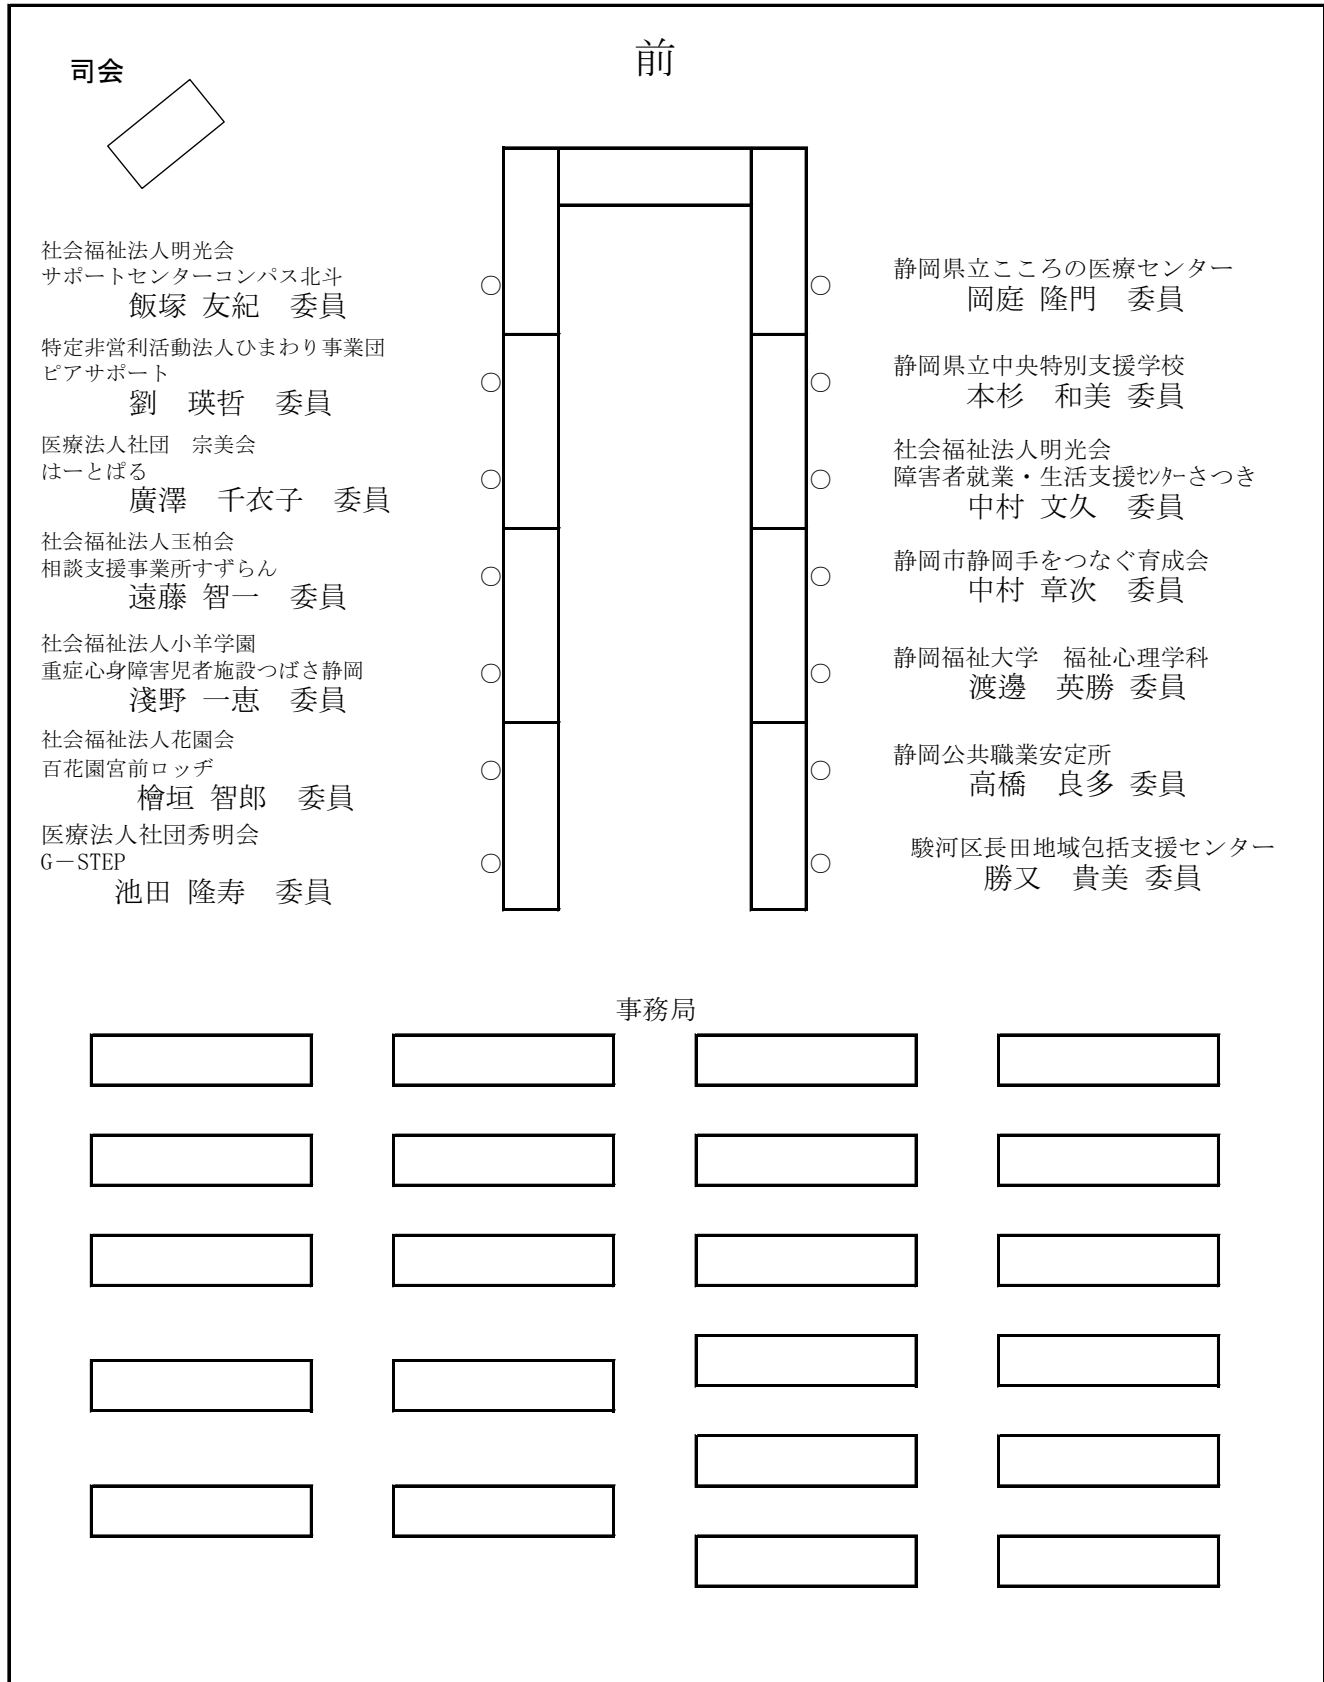 前
司会
社会福祉法人明光会
サポートセンターコンパス北斗
飯塚 友紀　委員
特定非営利活動法人ひまわり事業団
ピアサポート
劉　瑛哲　委員
医療法人社団　宗美会
はーとぱる
廣澤　千衣子　委員
社会福祉法人玉柏会
相談支援事業所すずらん
遠藤 智一　委員
社会福祉法人小羊学園
重症心身障害児者施設つばさ静岡
淺野 一恵　委員
社会福祉法人花園会
百花園宮前ロッヂ
檜垣 智郎　委員
医療法人社団秀明会
G－STEP
池田 隆寿　委員
静岡県立こころの医療センター
岡庭 隆門　委員
静岡県立中央特別支援学校
本杉　和美 委員
社会福祉法人明光会
障害者就業・生活支援ｾﾝﾀｰさつき
中村 文久　委員
静岡市静岡手をつなぐ育成会
中村 章次　委員
静岡福祉大学　福祉心理学科
渡邊　英勝 委員
静岡公共職業安定所
高橋　良多 委員
駿河区長田地域包括支援センター
勝又　貴美 委員
事務局